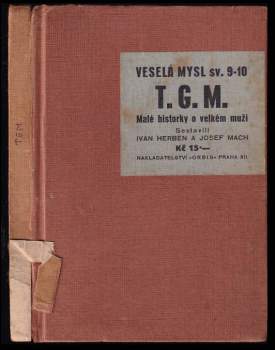 VESELÁ MYSL sv. 9-10
T. G. M.
Malé historky o velkém muži
Sestavili
IVAN HERBEN A JOSEF MACH
Kč 15·—
NAKLADATELSTVÍ »ORBIS« PRAHA XII
TGM